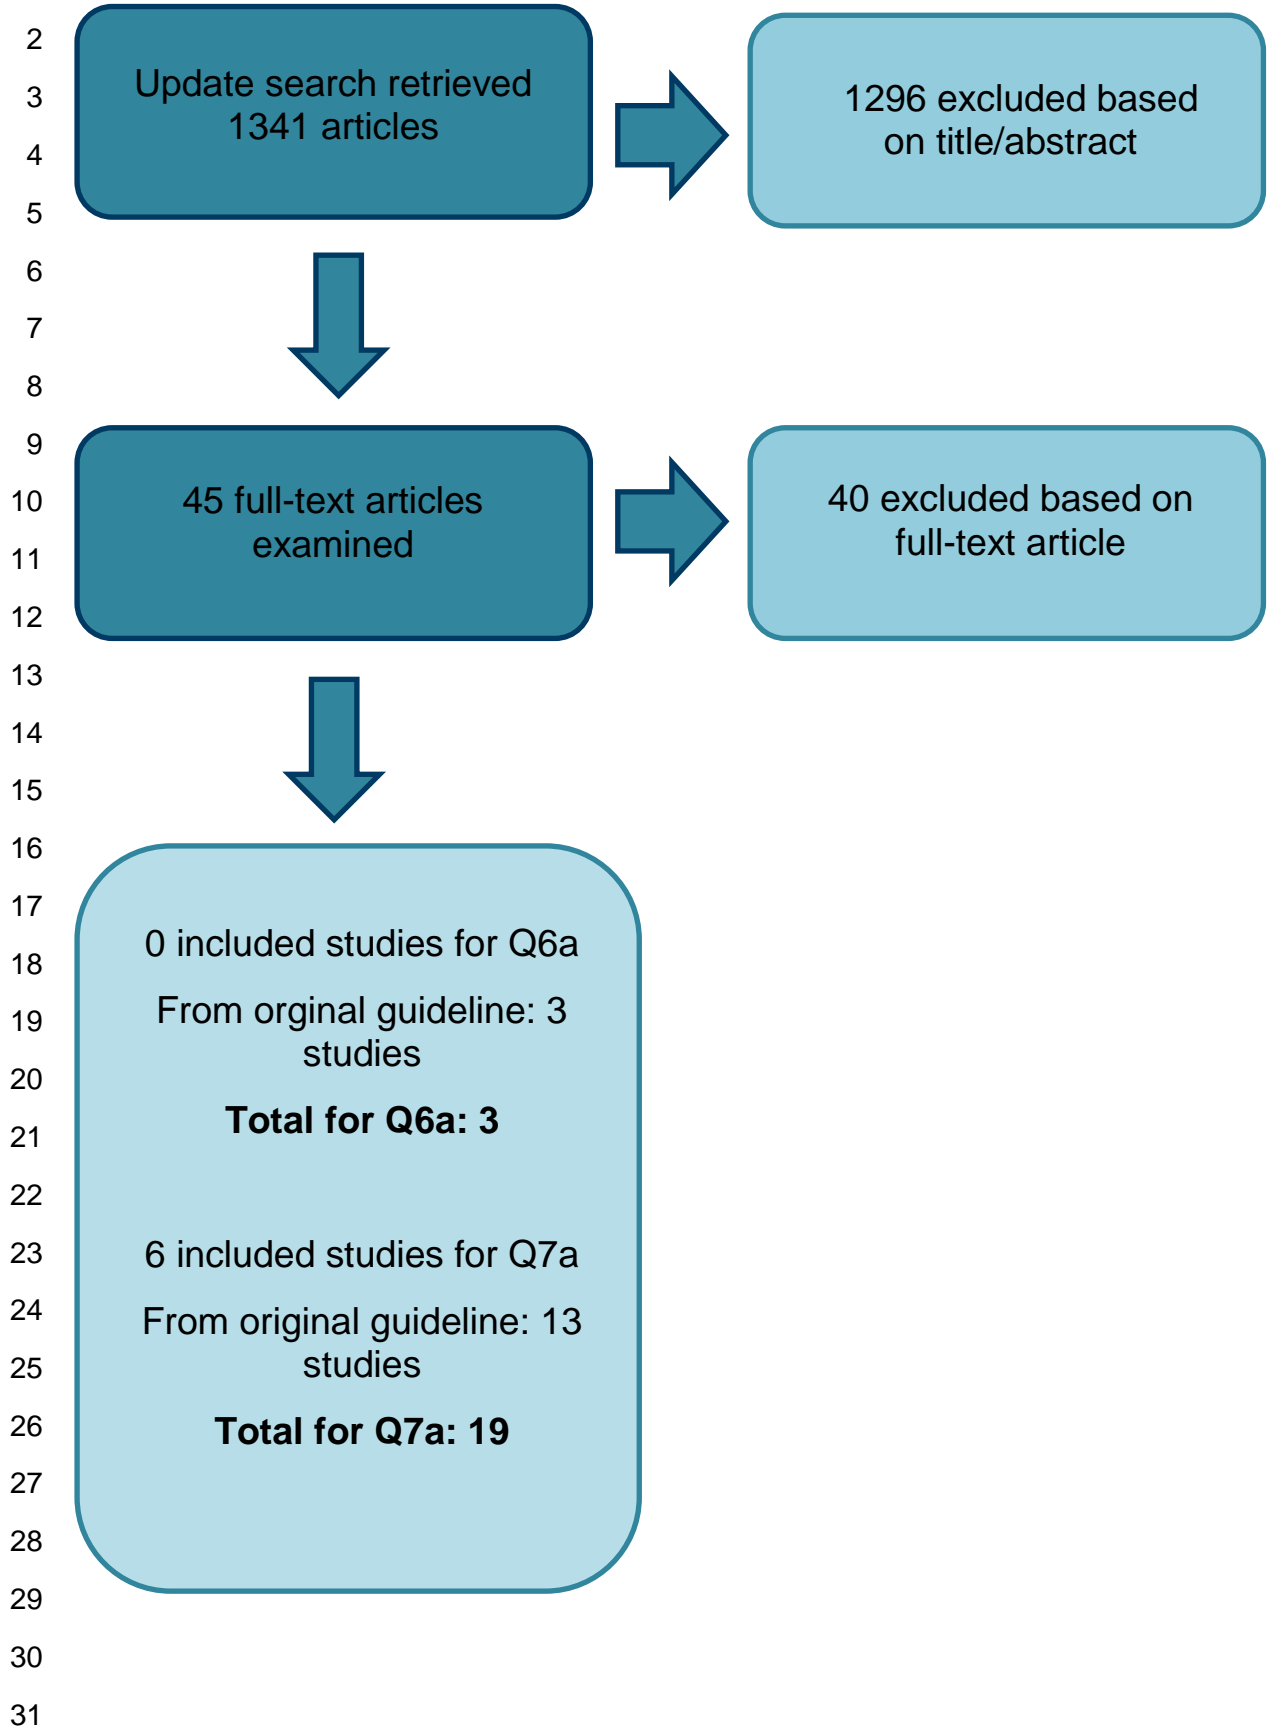 2
3
4
5
6
7
8
9
10
11
12
13
14
15
16
17
18
19
20
21
22
23
24
25
26
27
28
29
30
31
Update search retrieved
1341 articles
1296 excluded based
on title/abstract
45 full-text articles
examined
40 excluded based on
full-text article
0 included studies for Q6a
From orginal guideline: 3
studies
Total for Q6a: 3
6 included studies for Q7a
From original guideline: 13
studies
Total for Q7a: 19